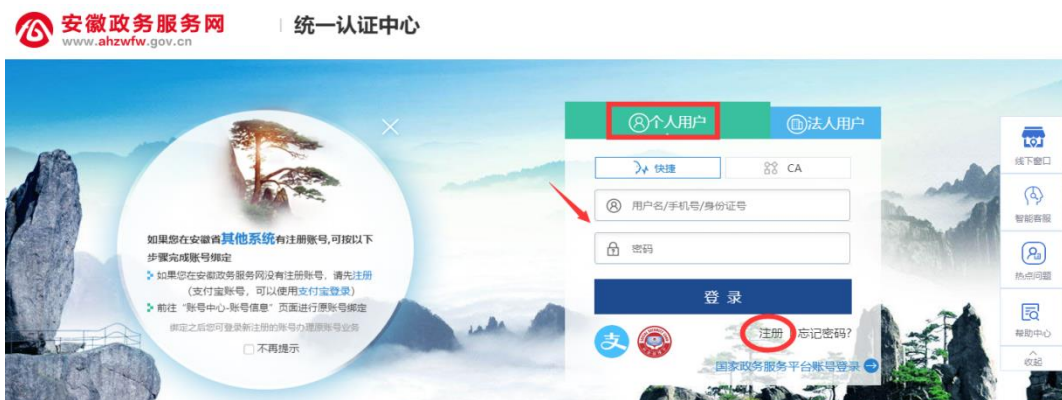 安徽政务服务网
www.ahzwfw.gov.cn
统一认证中心
个人用户
法人用户
快捷
CA
用户名/手机号/身份证号
密码
登 录
注册
忘记密码?
国家政务服务平台账号登录
如果您在安徽省其他系统有注册账号,可按以下
步骤完成账号绑定
如果您在安徽政务服务网没有注册账号，请先注册
（支付宝账号，可以使用支付宝登录）
前往“账号中心-账号信息”页面进行原账号绑定
绑定之后您可登录新注册的账号办理原账号业务
不再提示
线下窗口
智能客服
热点问题
帮助中心
收起
支